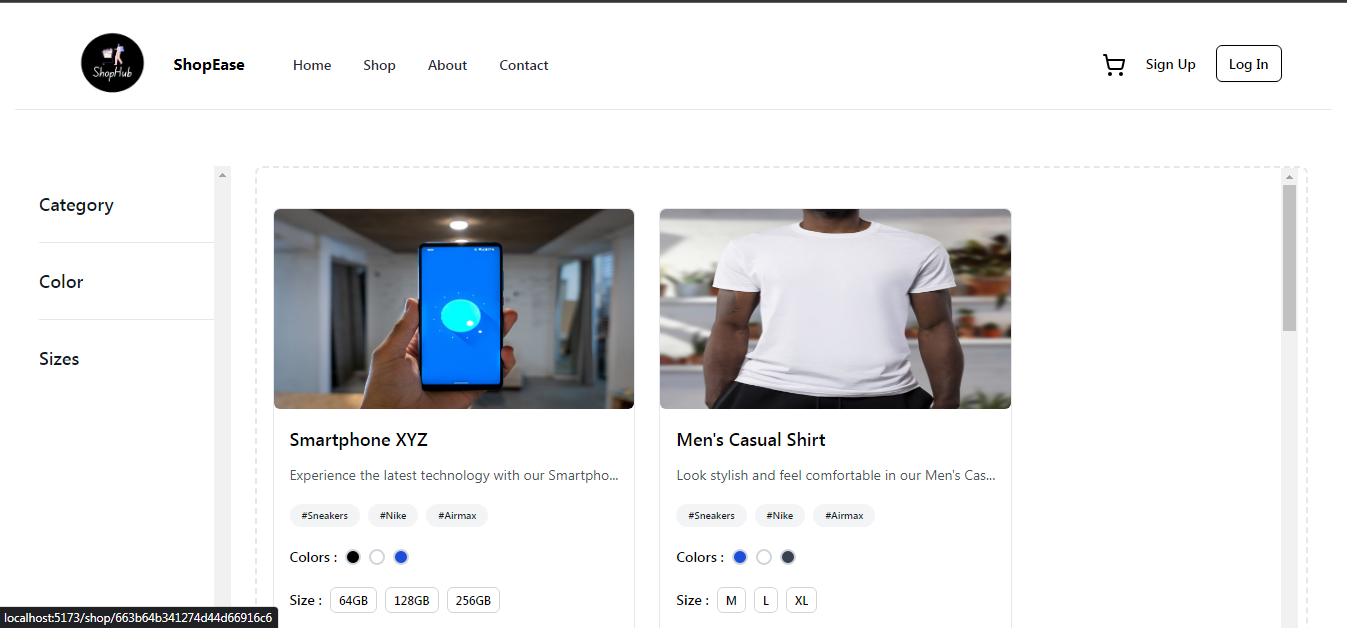 ShopHub
ShopEase
Home
Shop
About
Contact
Sign Up
Log In
Category
Color
Sizes
Smartphone XYZ
Experience the latest technology with our Smartpho...
#Sneakers #Nike #Airmax
Colors :
Size : 64GB 128GB 256GB
Men's Casual Shirt
Look stylish and feel comfortable in our Men's Cas...
#Sneakers #Nike #Airmax
Colors :
Size : M L XL
localhost:5173/shop/663b64b341274d44d66916c6